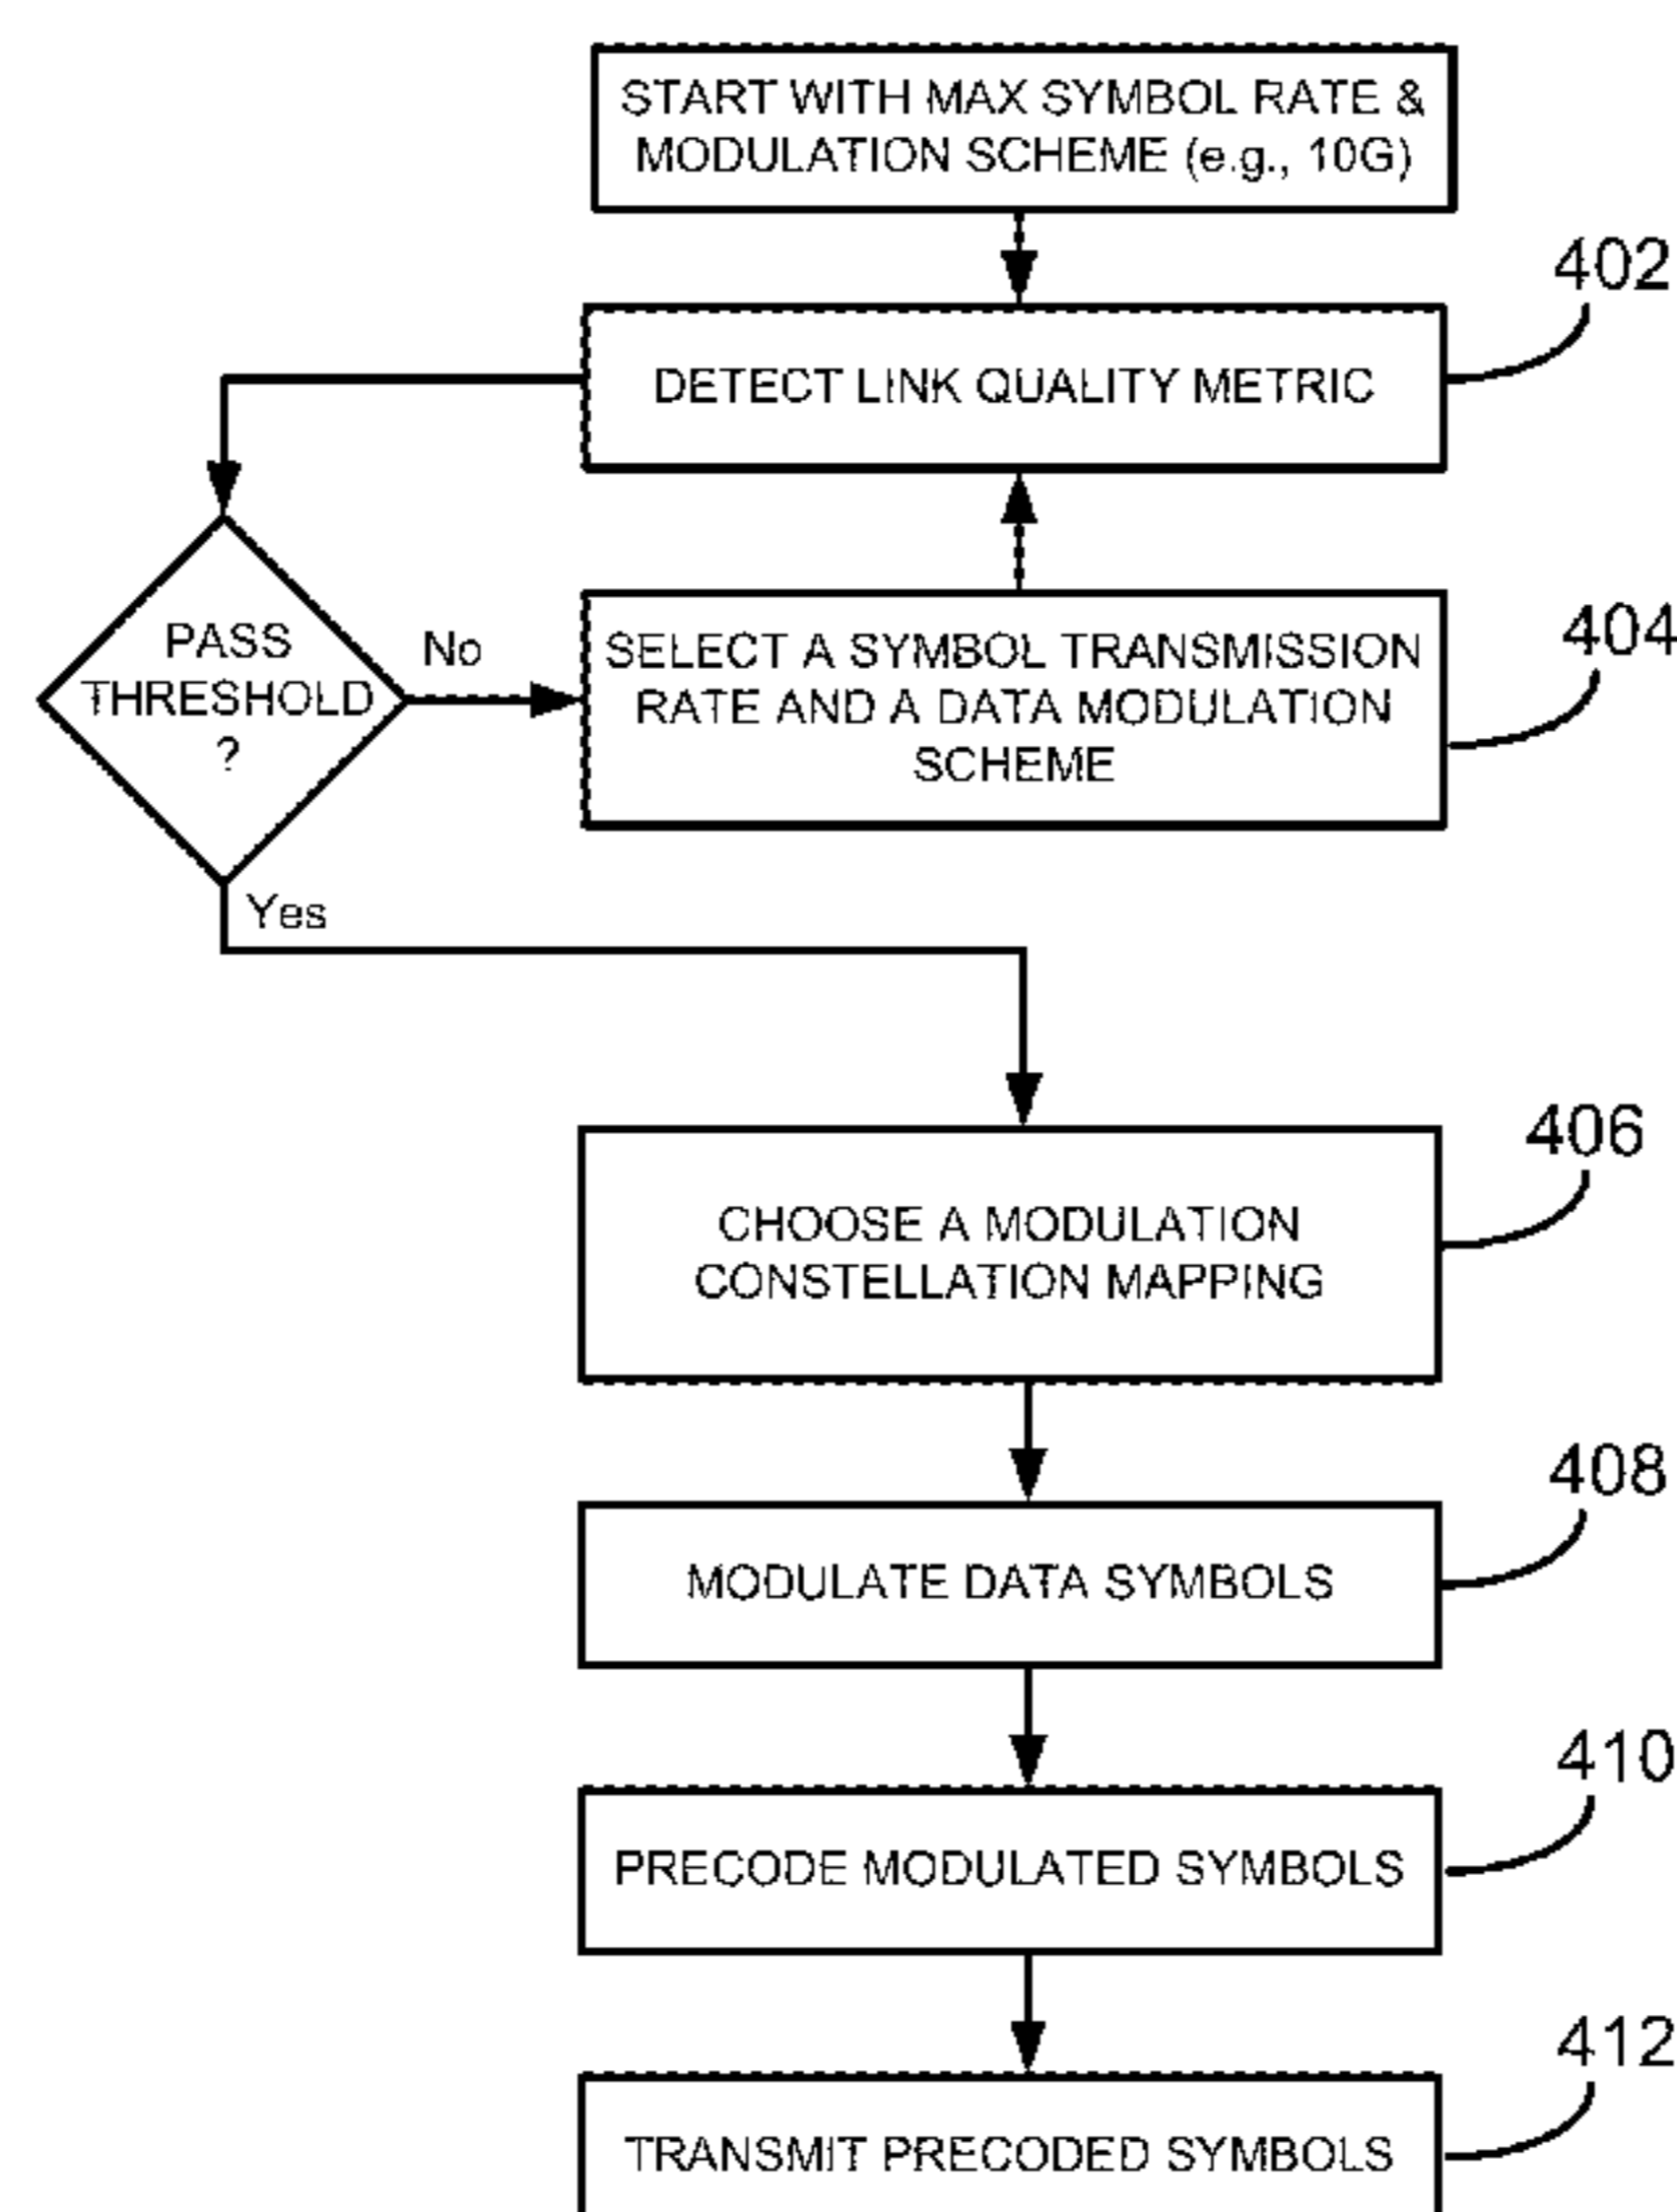 START WITH MAX SYMBOL RATE &
MODULATION SCHEME (e.g., 10G)
402
DETECT LINK QUALITY METRIC
PASS
THRESHOLD
?
No
404
SELECT A SYMBOL TRANSMISSION
RATE AND A DATA MODULATION
SCHEME
Yes
406
CHOOSE A MODULATION
CONSTELLATION MAPPING
408
MODULATE DATA SYMBOLS
410
PRECODE MODULATED SYMBOLS
412
TRANSMIT PRECODED SYMBOLS